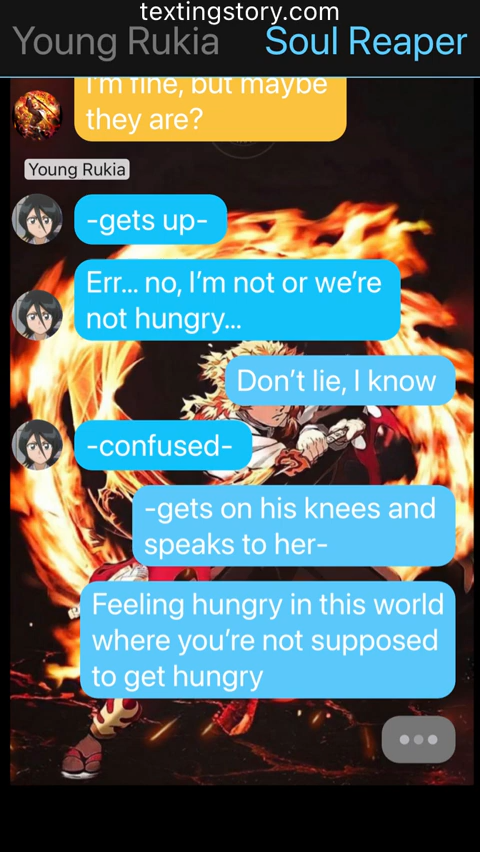 textingstory.com
Young Rukia Soul Reaper
I'm fine, but maybe
they are?
Young Rukia
-gets up-
Err... no, I'm not or we're
not hungry...
Don't lie, I know
-confused-
-gets on his knees and
speaks to her-
Feeling hungry in this world
where you're not supposed
to get hungry